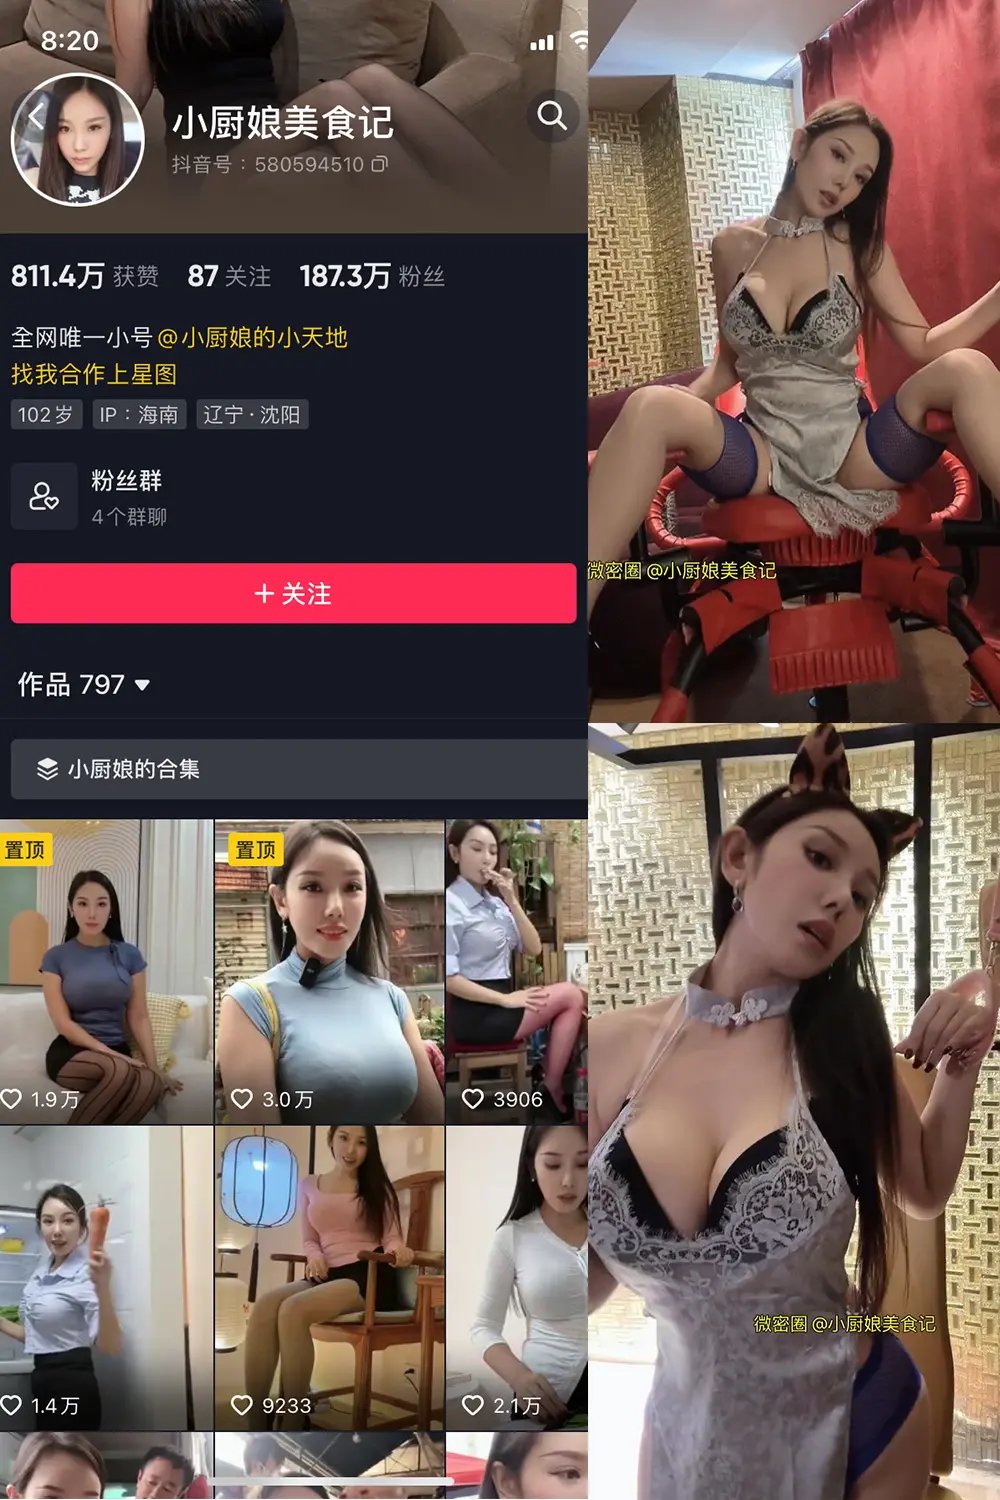 8:20
小厨娘美食记
抖音号：580594510
811.4万 获赞 87 关注 187.3万 粉丝
全网唯一小号@小厨娘的小天地
找我合作上星图
102岁 IP：海南 辽宁·沈阳
粉丝群
4个群聊
+ 关注
作品 797
小厨娘的合集
置顶 置顶
1.9万 3.0万 3906
1.4万 9233 2.1万
微密圈 @小厨娘美食记
微密圈 @小厨娘美食记